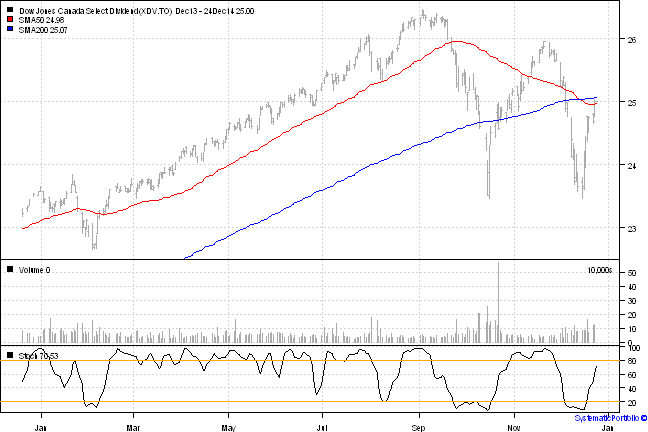 Dow Jones Canada Select Dividend(XDV.TO) Dec13 - 24Dec14 25.00
SMA50 24.98
SMA200 25.07
26
25
24
23
Volume 0
10,000s
50
40
30
20
10
0
Stoch 70.53
100
80
60
40
20
Jan Mar May Jul Sep Nov Jan
SystematicPortfolio ©